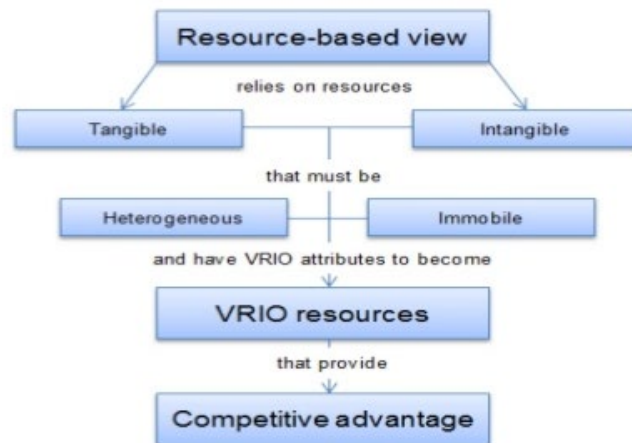 Resource-based view
relies on resources
Tangible
Intangible
that must be
Heterogeneous
Immobile
and have VRIO attributes to become
VRIO resources
that provide
Competitive advantage